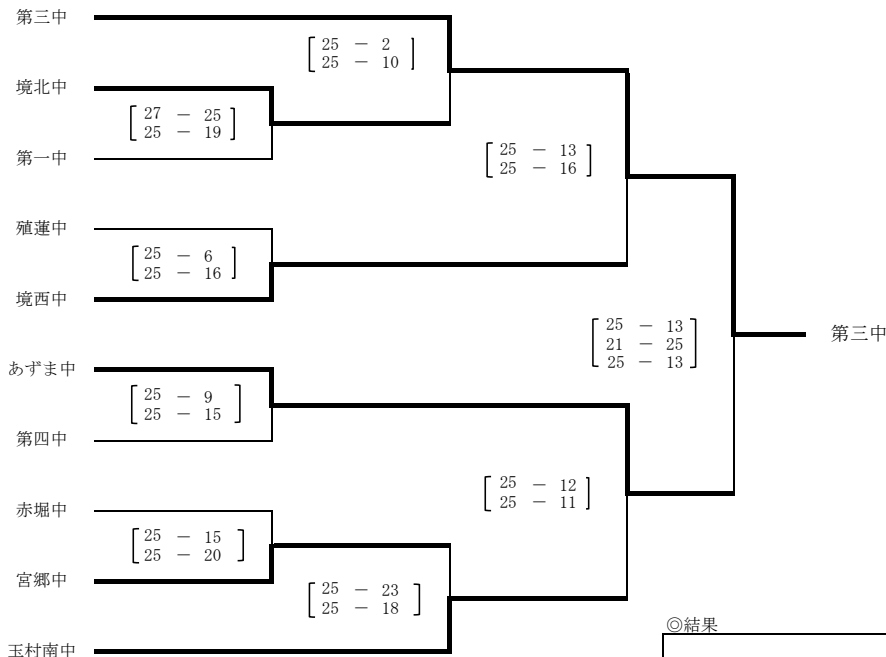 第三中
25 － 2
25 － 10
境北中
27 － 25
25 － 19
第一中
25 － 13
25 － 16
殖蓮中
25 － 6
25 － 16
境西中
25 － 13
21 － 25
25 － 13
第三中
あずま中
25 － 9
25 － 15
第四中
25 － 12
25 － 11
赤堀中
25 － 15
25 － 20
宮郷中
25 － 23
25 － 18
◎結果
玉村南中